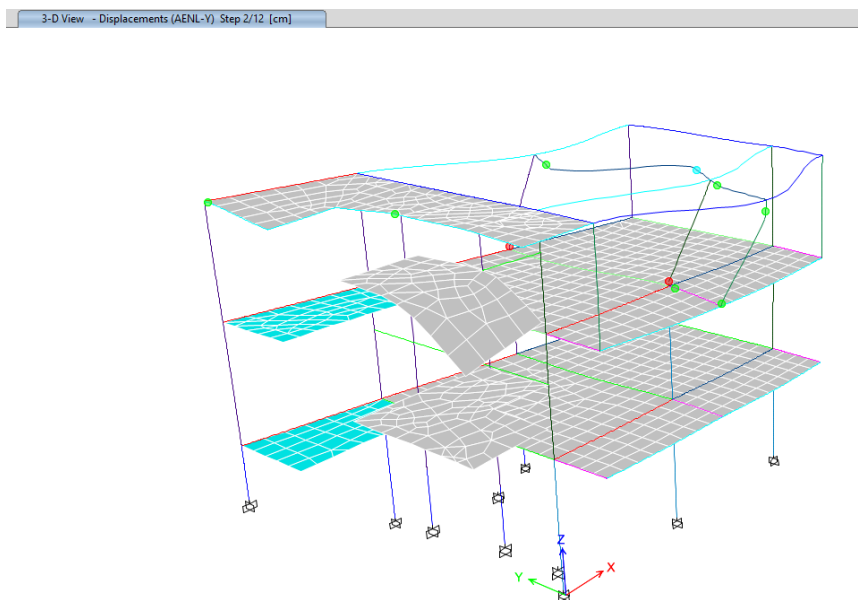 3-D View - Displacements (AENL-Y) Step 2/12 [cm]
Z
X
Y